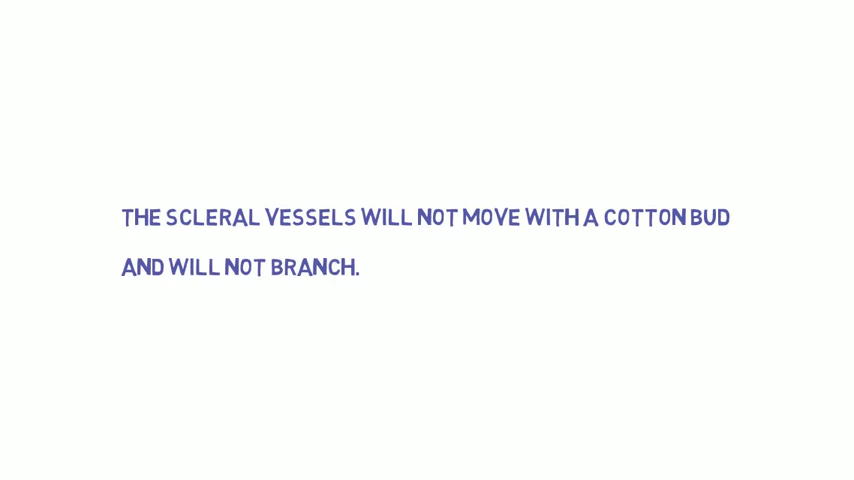 THE SCLERAL VESSELS WILL NOT MOVE WITH A COTTON BUD
AND WILL NOT BRANCH.